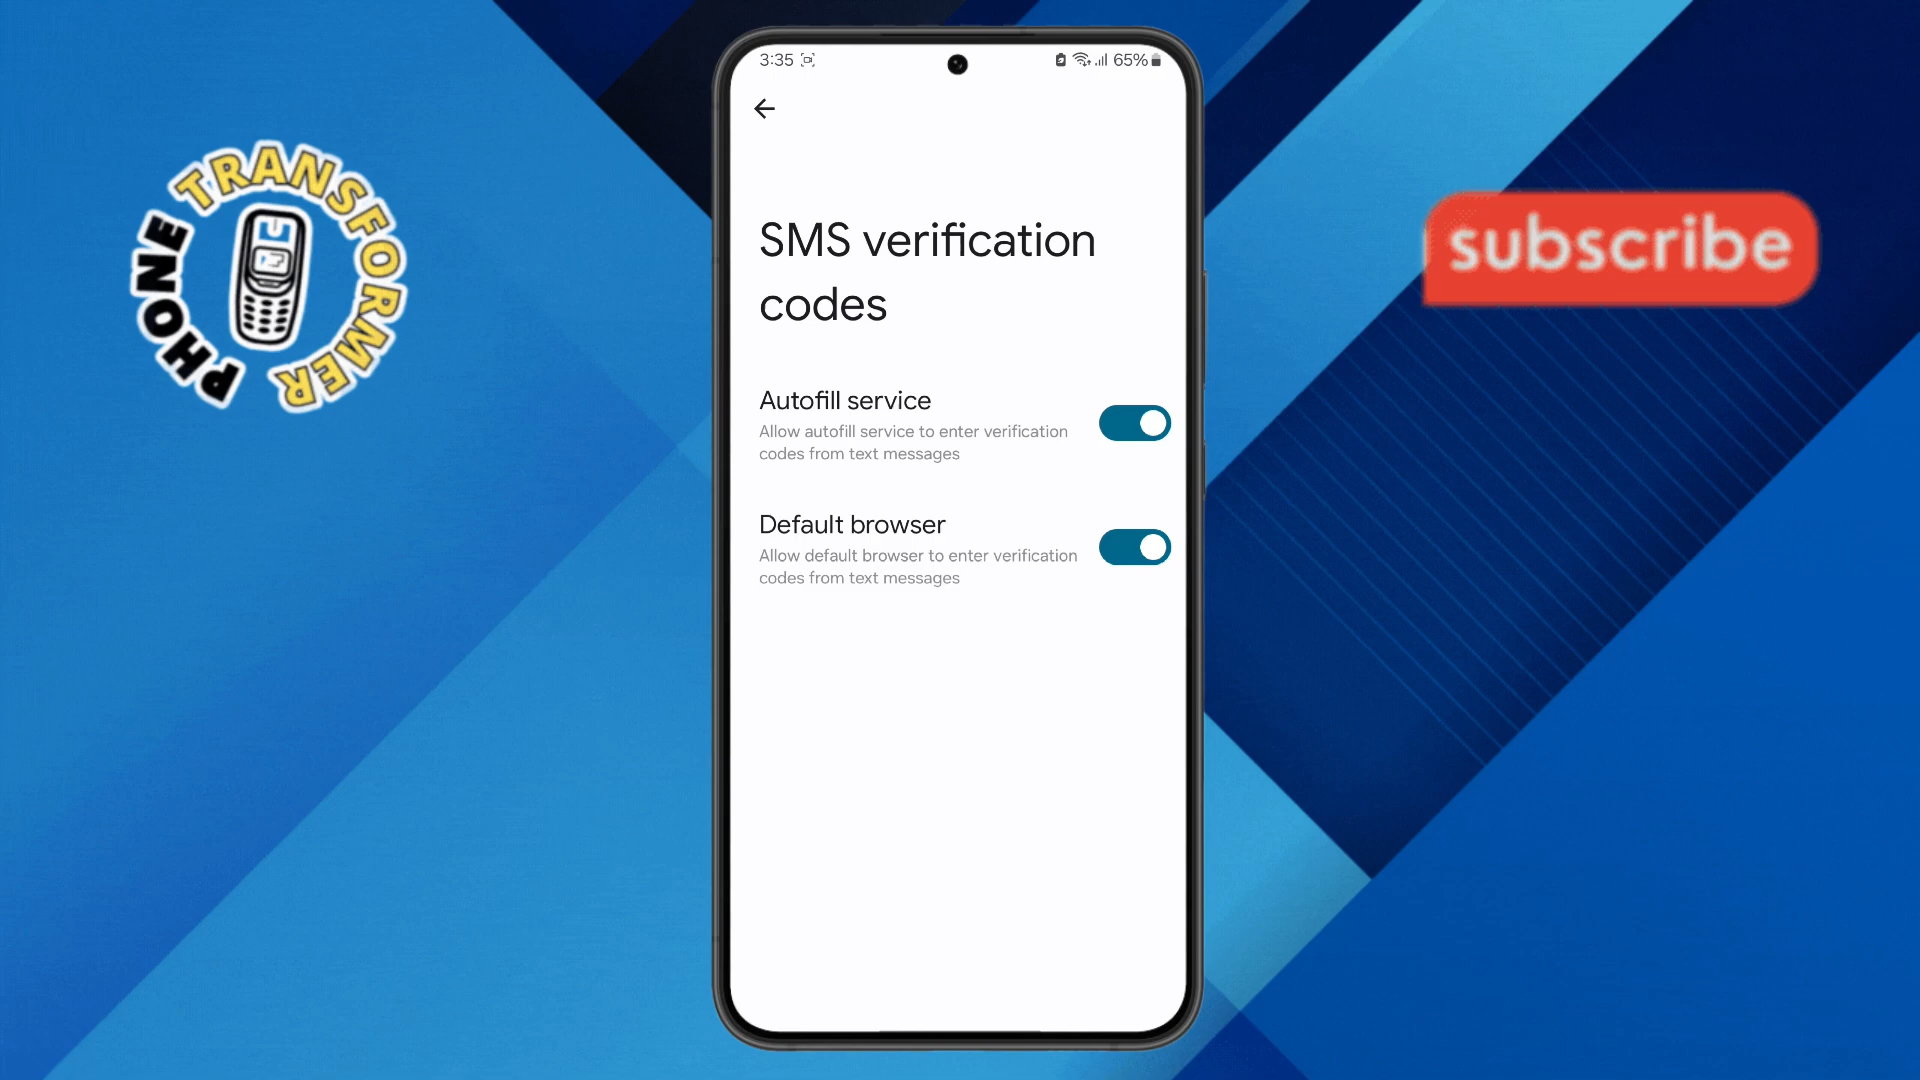 PHONE TRANSFORMER
3:35
65%
SMS verification
codes
Autofill service
Allow autofill service to enter verification
codes from text messages
Default browser
Allow default browser to enter verification
codes from text messages
subscribe